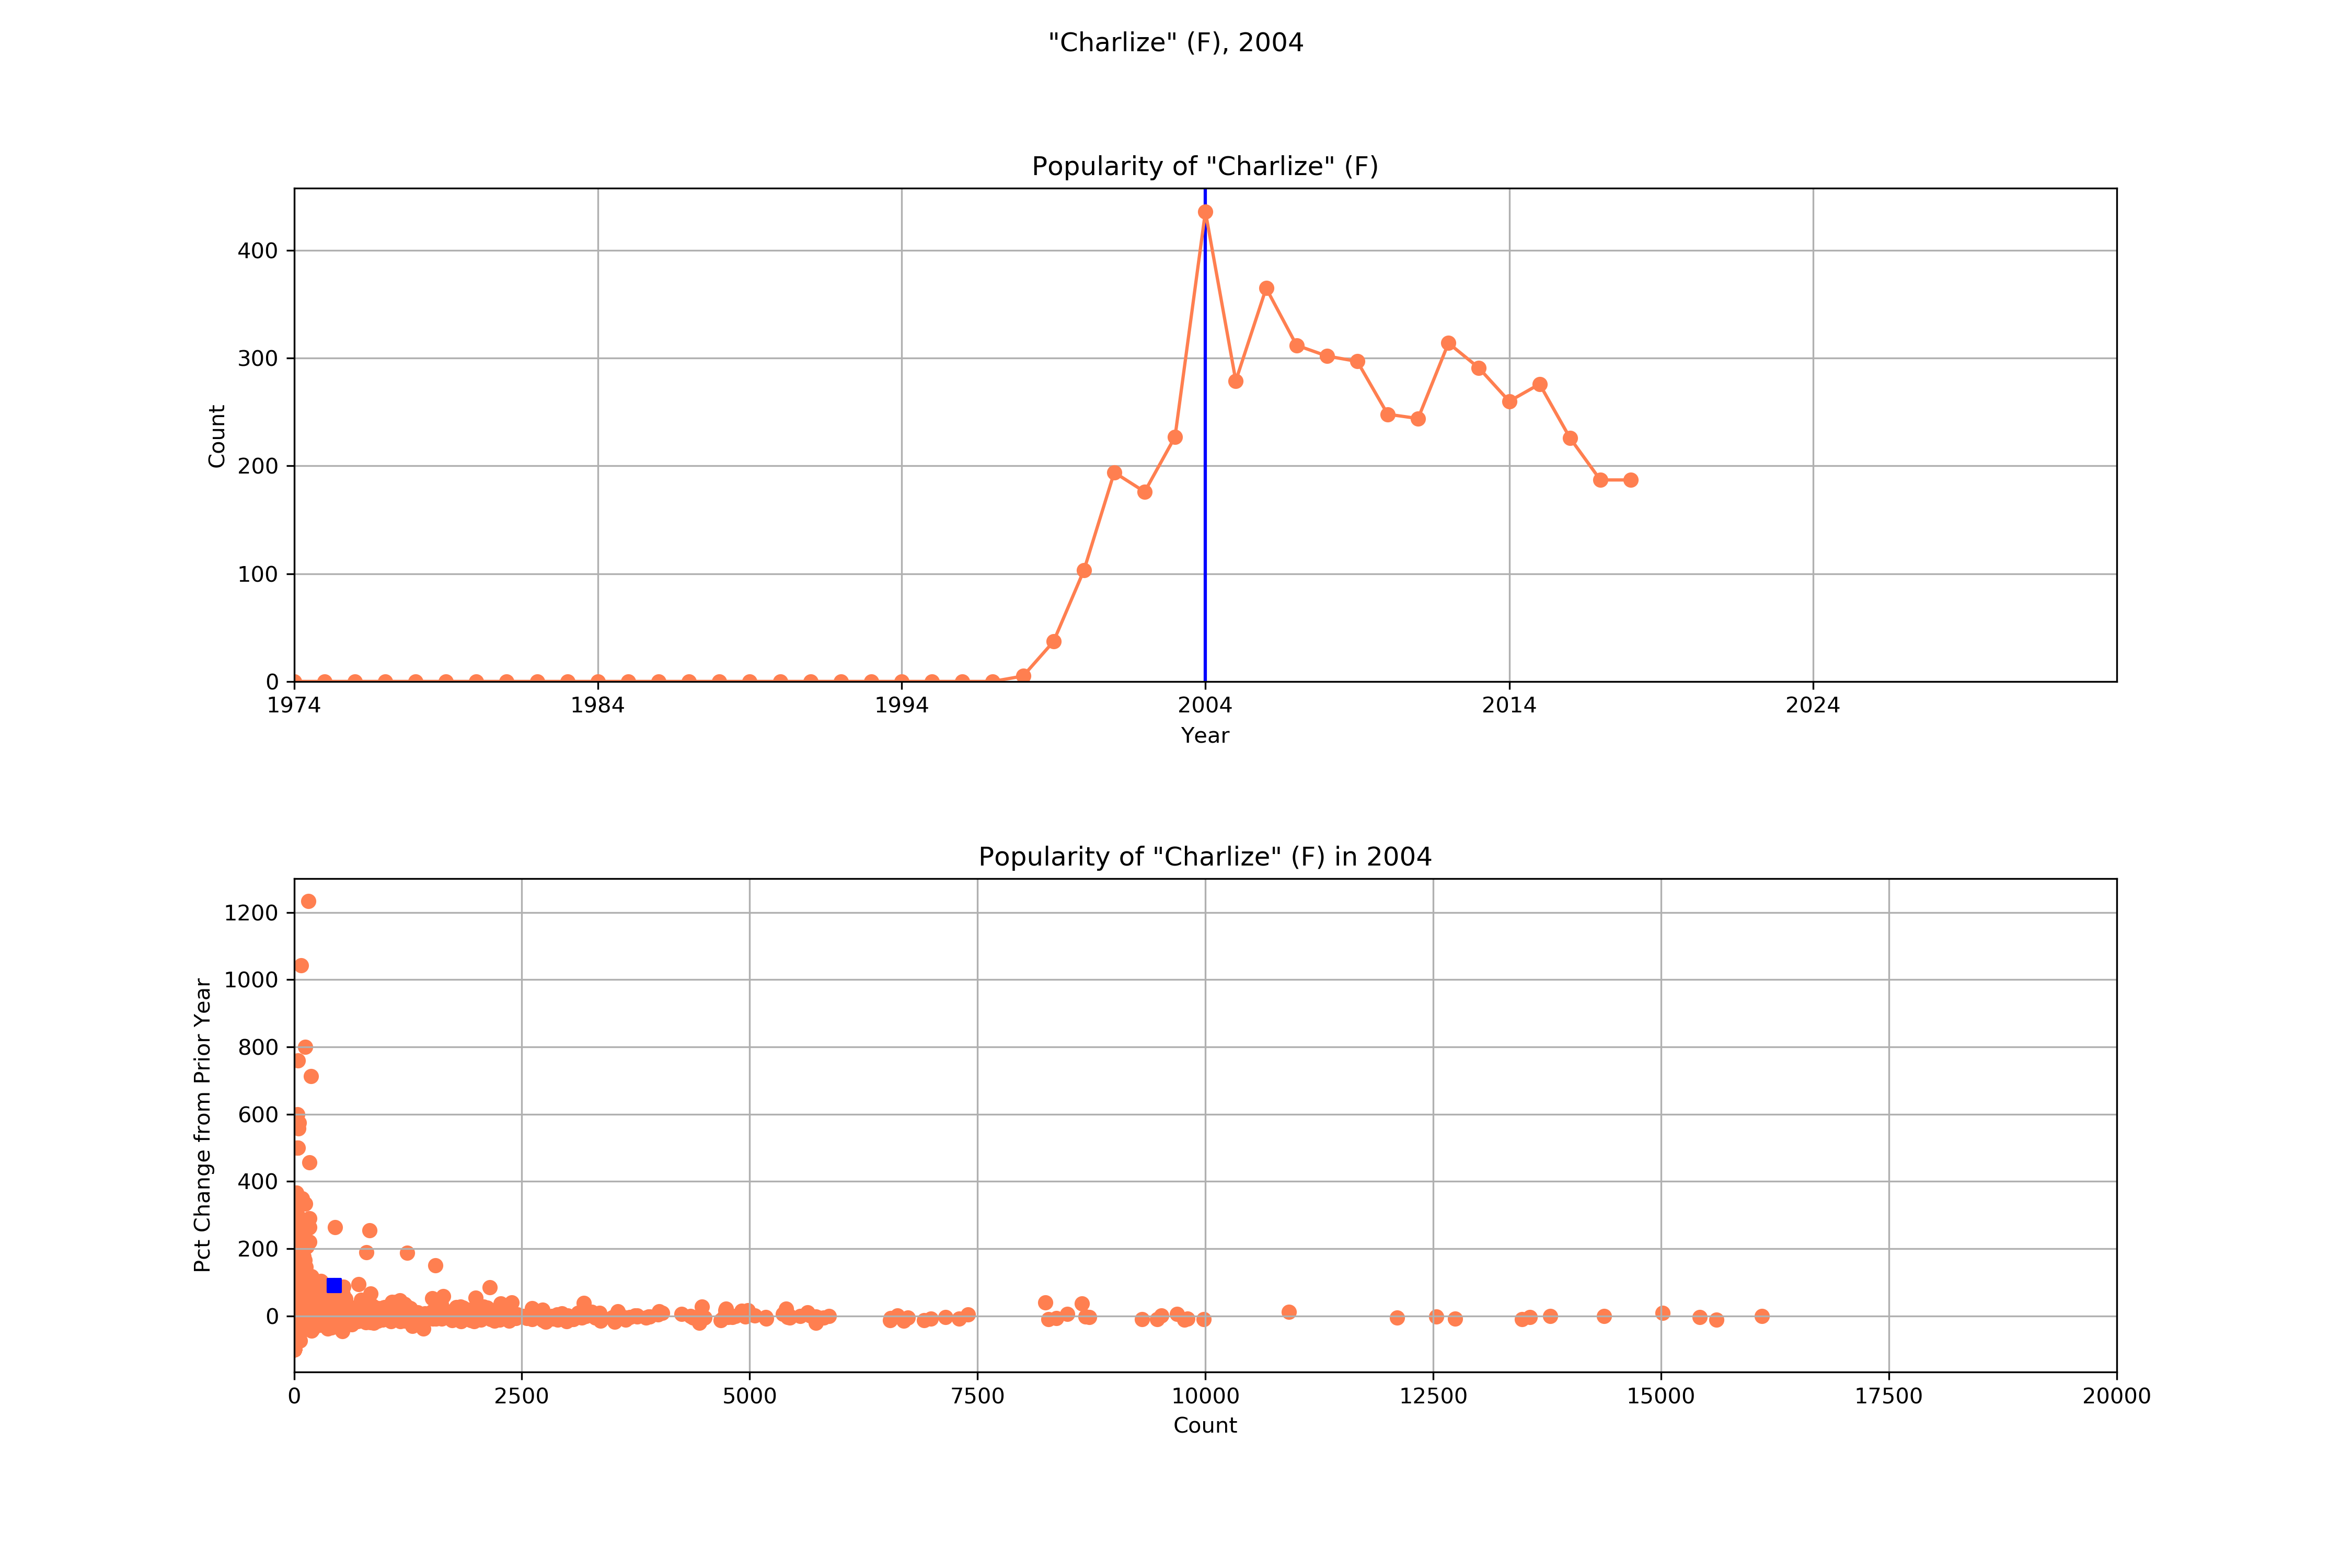 "Charlize" (F), 2004
Popularity of "Charlize" (F)
400
300
200
100
0
Count
1974 1984 1994 2004 2014 2024
Year
Popularity of "Charlize" (F) in 2004
1200
1000
800
600
400
200
0
Pct Change from Prior Year
0 2500 5000 7500 10000 12500 15000 17500 20000
Count